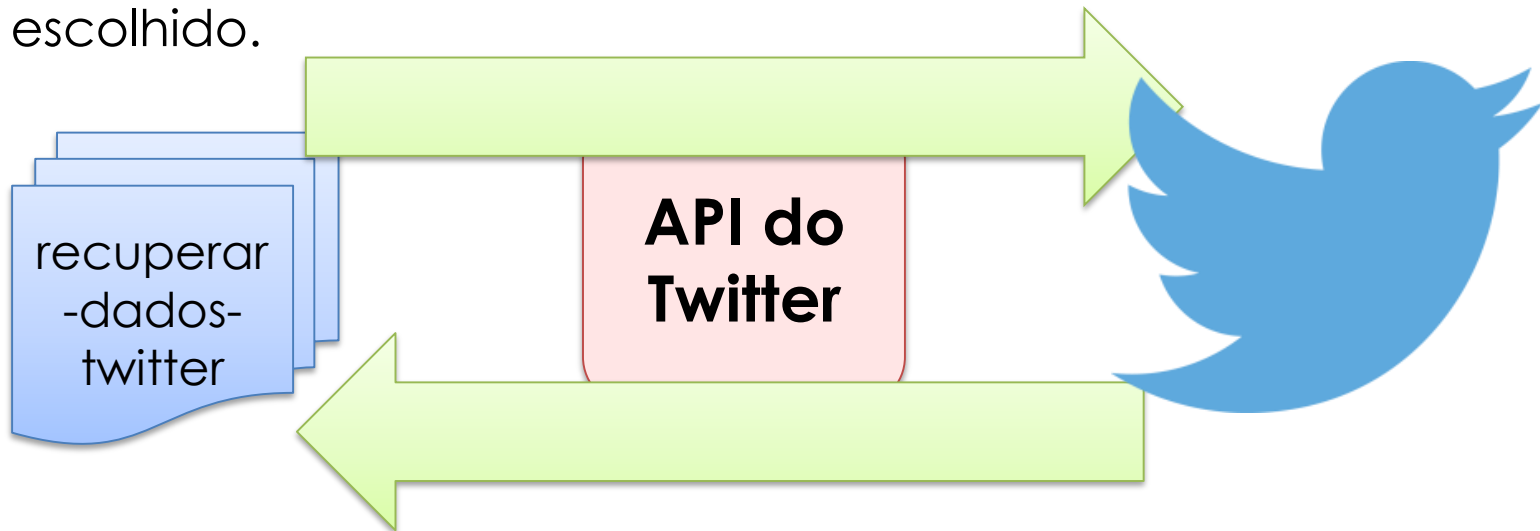 escolhido.
recuperar
-dados-
twitter
API do
Twitter